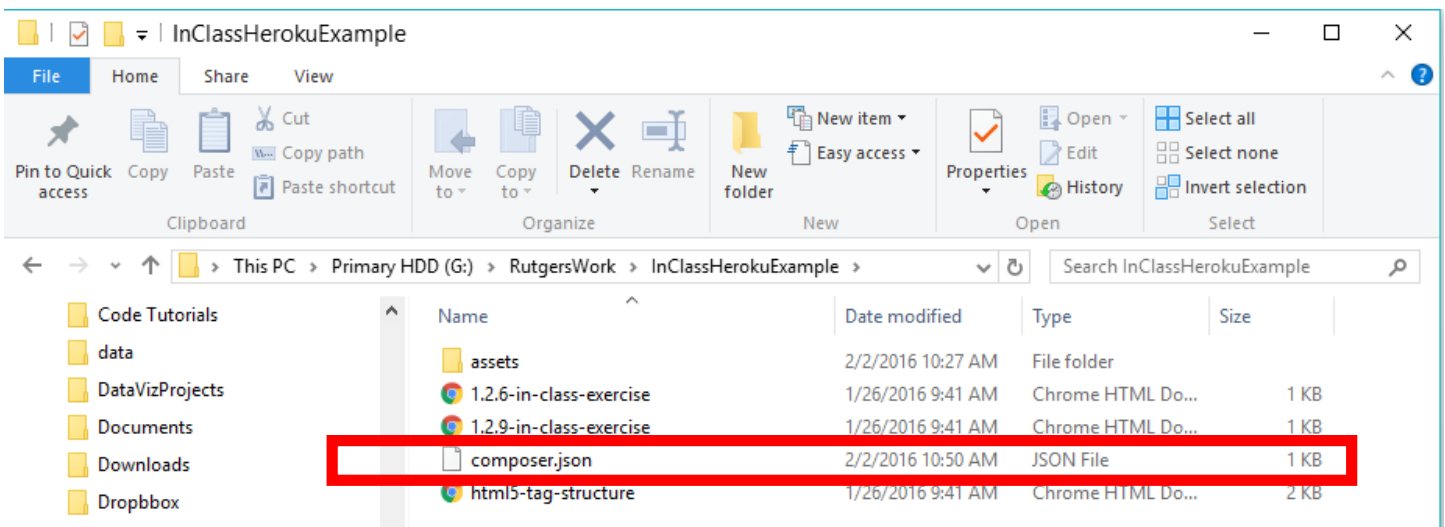 InClassHerokuExample
File Home Share View
Pin to Quick access
Copy
Paste
Cut
Copy path
Paste shortcut
Clipboard
Move to
Copy to
Delete
Rename
Organize
New folder
New item
Easy access
New
Properties
Open
Edit
History
Open
Select all
Select none
Invert selection
Select
This PC > Primary HDD (G:) > RutgersWork > InClassHerokuExample >
Search InClassHerokuExample
Code Tutorials
data
DataVizProjects
Documents
Downloads
Dropbbox
Name Date modified Type Size
assets 2/2/2016 10:27 AM File folder
1.2.6-in-class-exercise 1/26/2016 9:41 AM Chrome HTML Do... 1 KB
1.2.9-in-class-exercise 1/26/2016 9:41 AM Chrome HTML Do... 1 KB
composer.json 2/2/2016 10:50 AM JSON File 1 KB
html5-tag-structure 1/26/2016 9:41 AM Chrome HTML Do... 2 KB